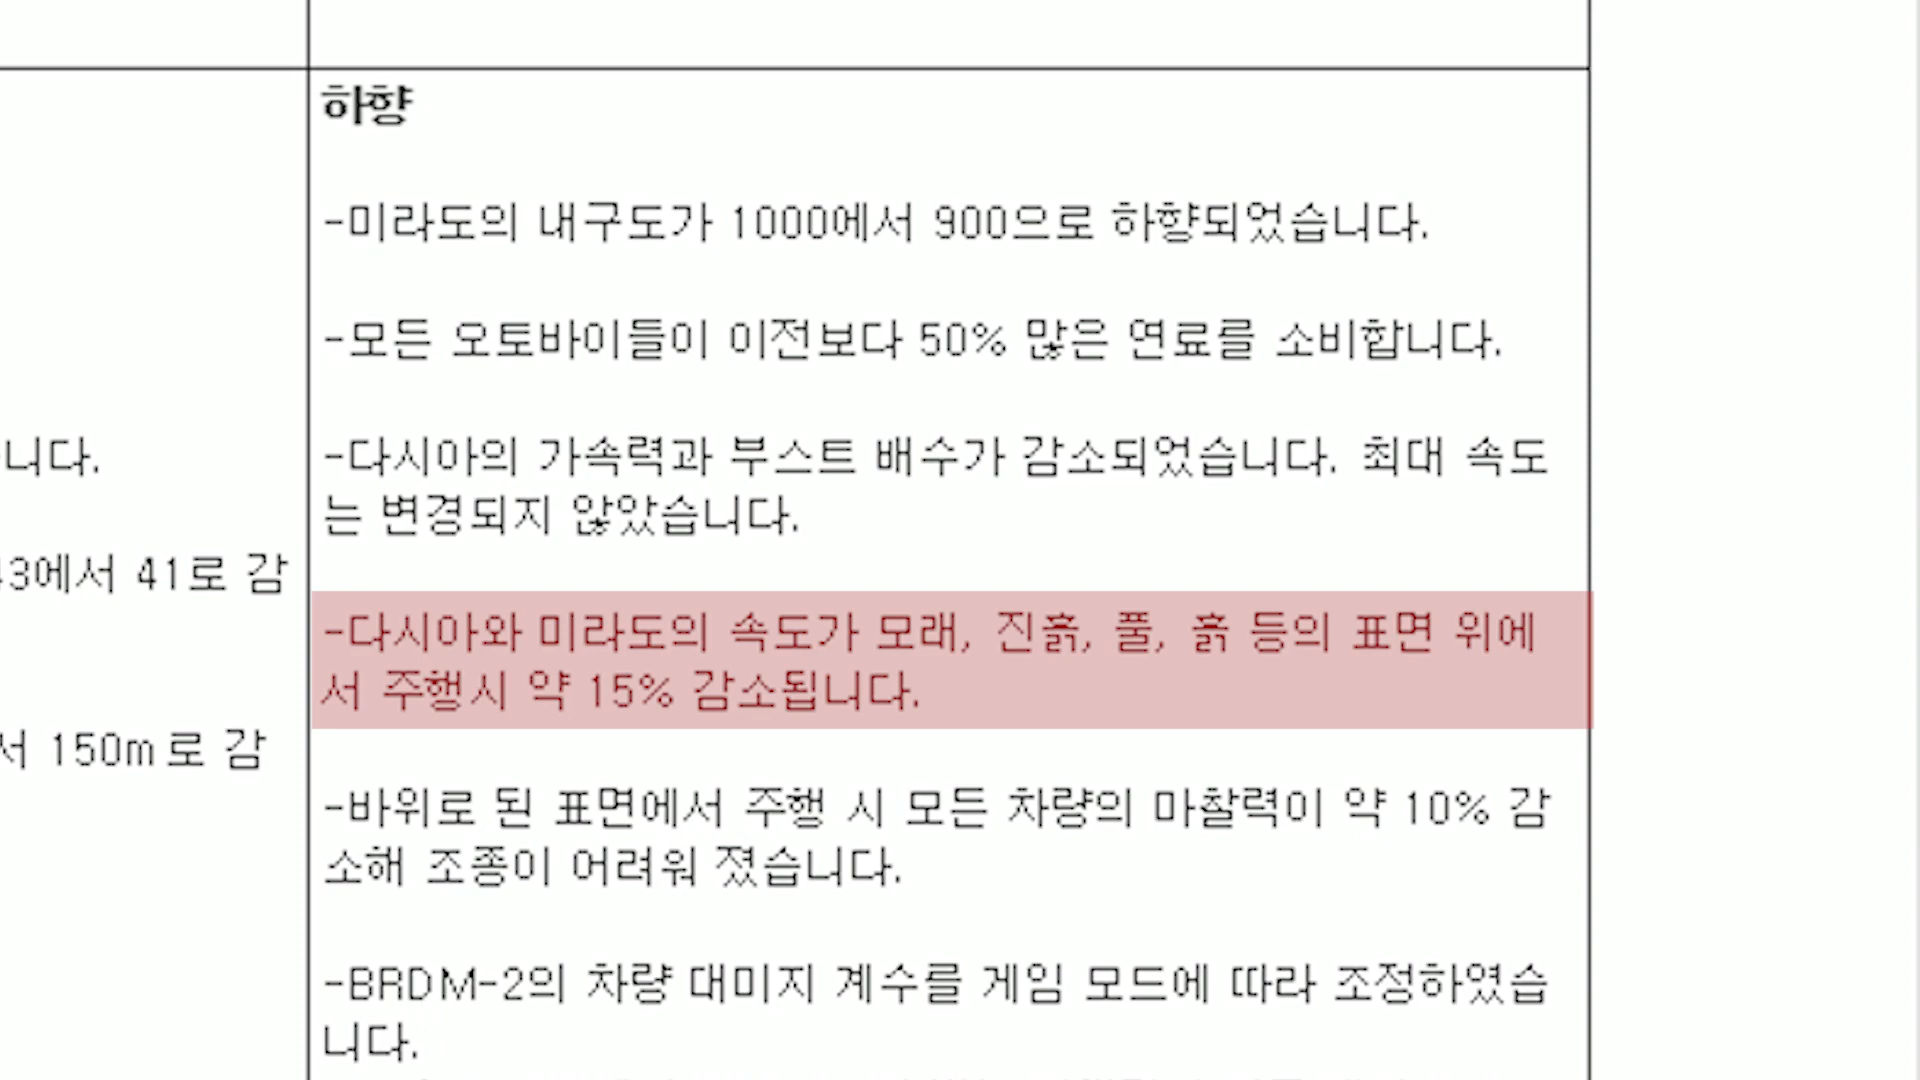 하향
-미라도의 내구도가 1000에서 900으로 하향되었습니다.
-모든 오토바이들이 이전보다 50% 많은 연료를 소비합니다.
니다.
-다시아의 가속력과 부스트 배수가 감소되었습니다. 최대 속도
는 변경되지 않았습니다.
43에서 41로 감
-다시아와 미라도의 속도가 모래, 진흙, 풀, 흙 등의 표면 위에
서 주행시 약 15% 감소됩니다.
서 150m로 감
-바위로 된 표면에서 주행 시 모든 차량의 마찰력이 약 10% 감
소해 조종이 어려워 졌습니다.
-BRDM-2의 차량 대미지 계수를 게임 모드에 따라 조정하였습
니다.